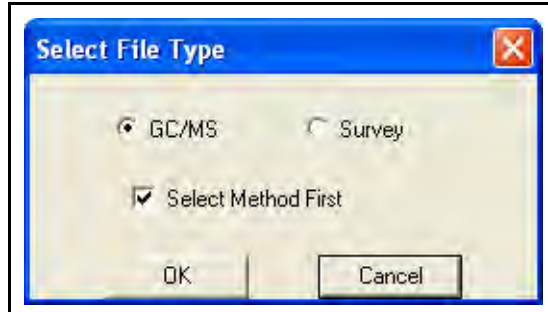 Select File Type
GC/MS Survey
Select Method First
OK Cancel